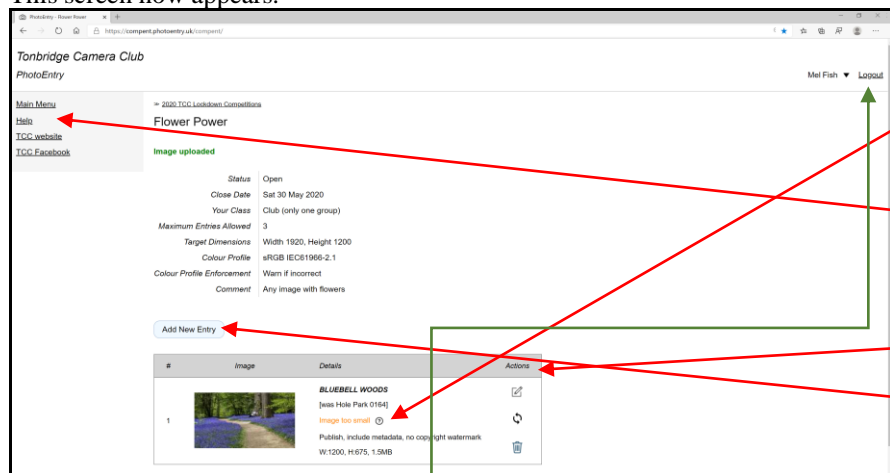 This screen now appears.
PhotoEntry - Flower Power
https://compent.photoentry.uk/compent/
Tonbridge Camera Club
PhotoEntry
Mel Fish ▼ Logout
Main Menu
Help
TCC website
TCC Facebook
2020 TCC Lockdown Competitions
Flower Power
Image uploaded
Status Open
Close Date Sat 30 May 2020
Your Class Club (only one group)
Maximum Entries Allowed 3
Target Dimensions Width 1920, Height 1200
Colour Profile sRGB IEC61966-2.1
Colour Profile Enforcement Warn if incorrect
Comment Any image with flowers
Add New Entry
# Image Details Actions
BLUEBELL WOODS
[was Hole Park 0164]
1 Image too small ?
Publish, include metadata, no copyright watermark
W:1200, H:675, 1.5MB